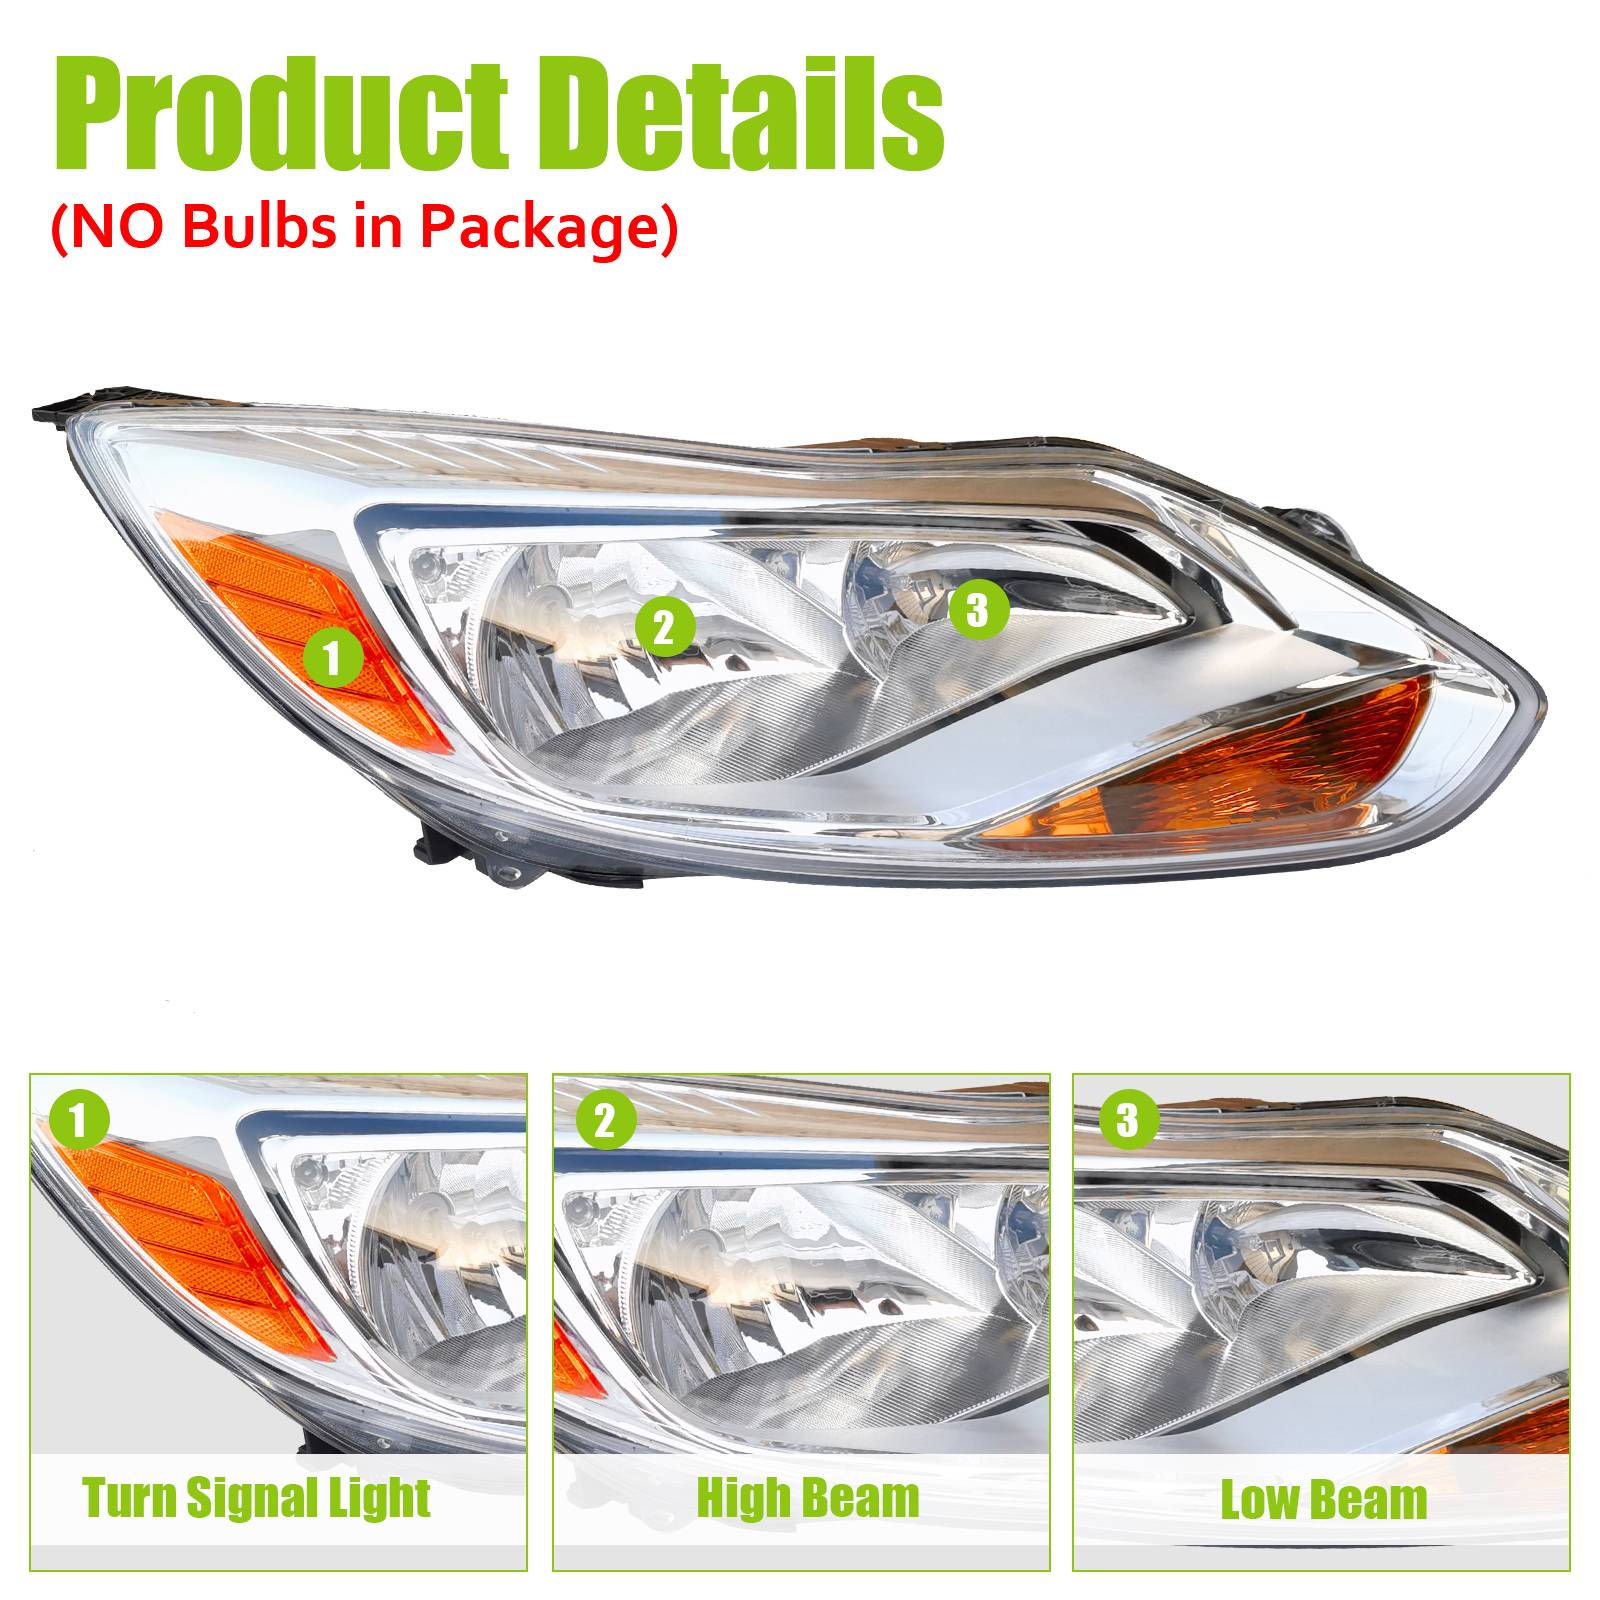 Product Details
(NO Bulbs in Package)
1
2
3
1
2
3
Turn Signal Light
High Beam
Low Beam